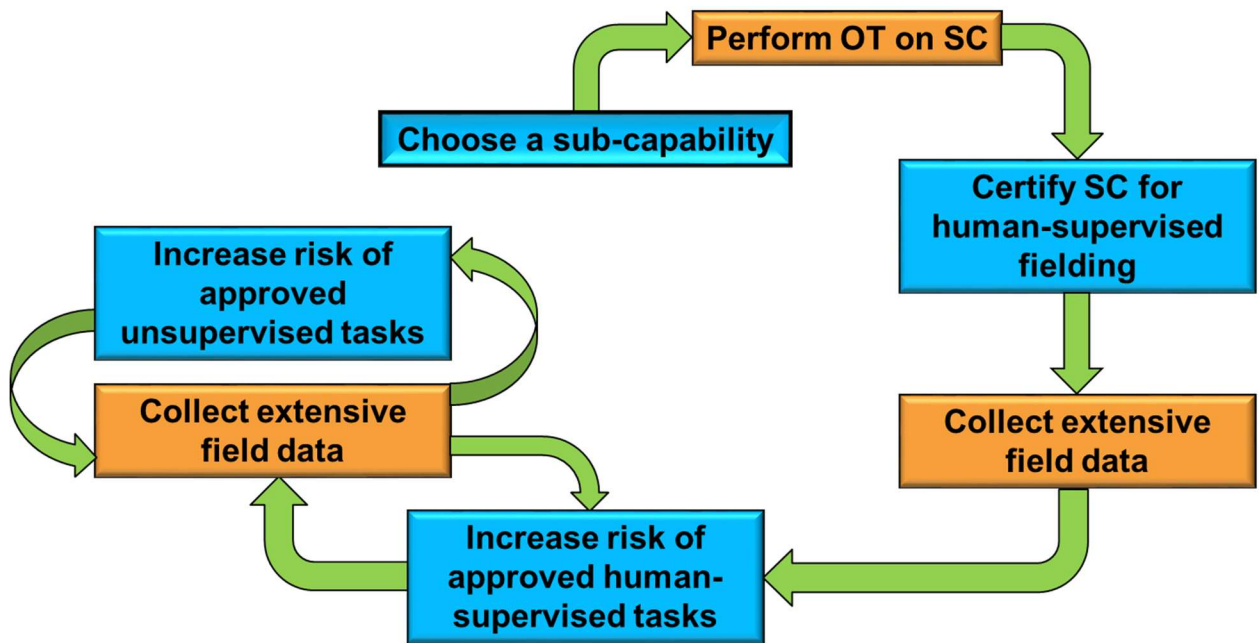 Perform OT on SC
Choose a sub-capability
Certify SC for
human-supervised
fielding
Increase risk of
approved
unsupervised tasks
Collect extensive
field data
Collect extensive
field data
Increase risk of
approved human-
supervised tasks